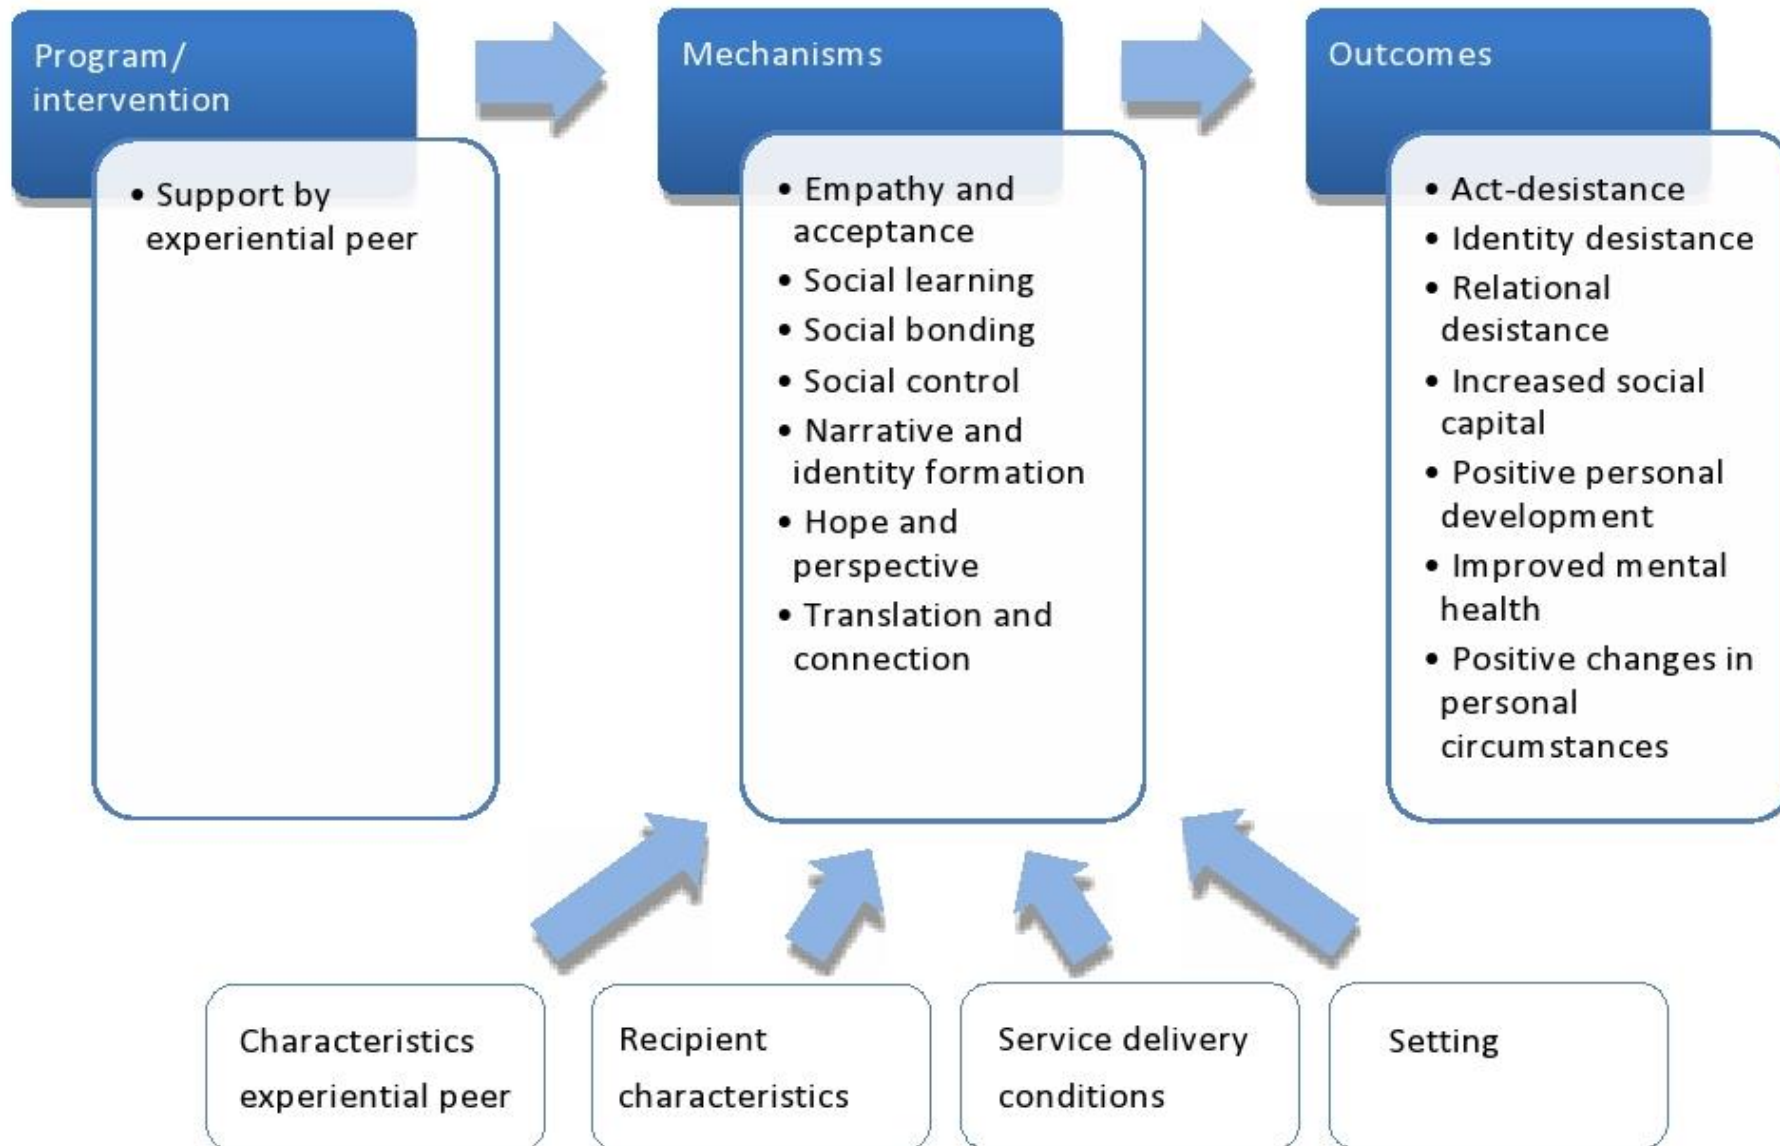 Program/
intervention
• Support by
experiential peer
Mechanisms
• Empathy and
acceptance
• Social learning
• Social bonding
• Social control
• Narrative and
identity formation
• Hope and
perspective
• Translation and
connection
Outcomes
• Act-desistance
• Identity desistance
• Relational
desistance
• Increased social
capital
• Positive personal
development
• Improved mental
health
• Positive changes in
personal
circumstances
Characteristics
experiential peer
Recipient
characteristics
Service delivery
conditions
Setting